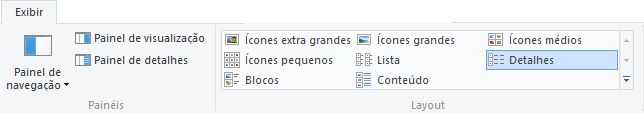 Exibir
Painel de navegação
Painel de visualização
Painel de detalhes
Painéis
Ícones extra grandes
Ícones grandes
Ícones médios
Ícones pequenos
Lista
Detalhes
Blocos
Conteúdo
Layout